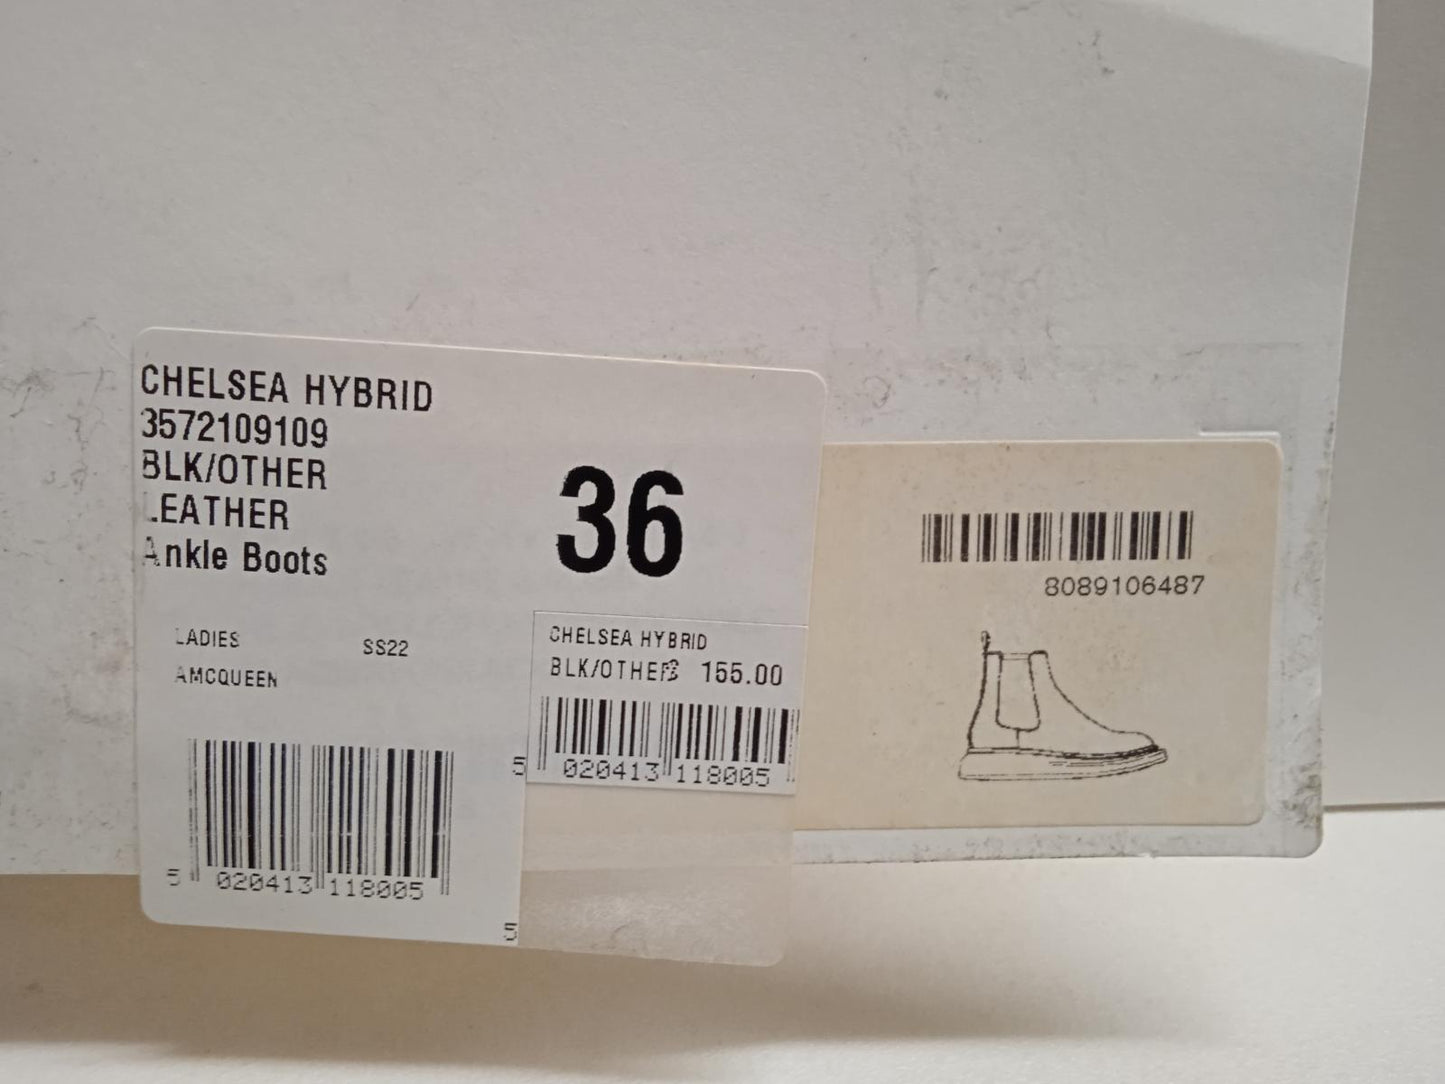 CHELSEA HYBRID
3572109109
BLK/OTHER
LEATHER
Ankle Boots
36
LADIES SS22
AMCQUEEN
5 020413 118005
5
CHELSEA HYBRID
BLK/OTHER 155.00
5 020413 118005
8089106487